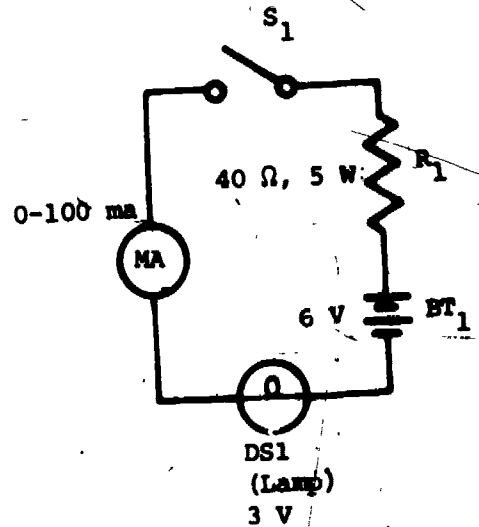 S1
40 Ω, 5 W
R1
0-100 ma
MA
6 V
BT1
DS1
(Lamp)
3 V